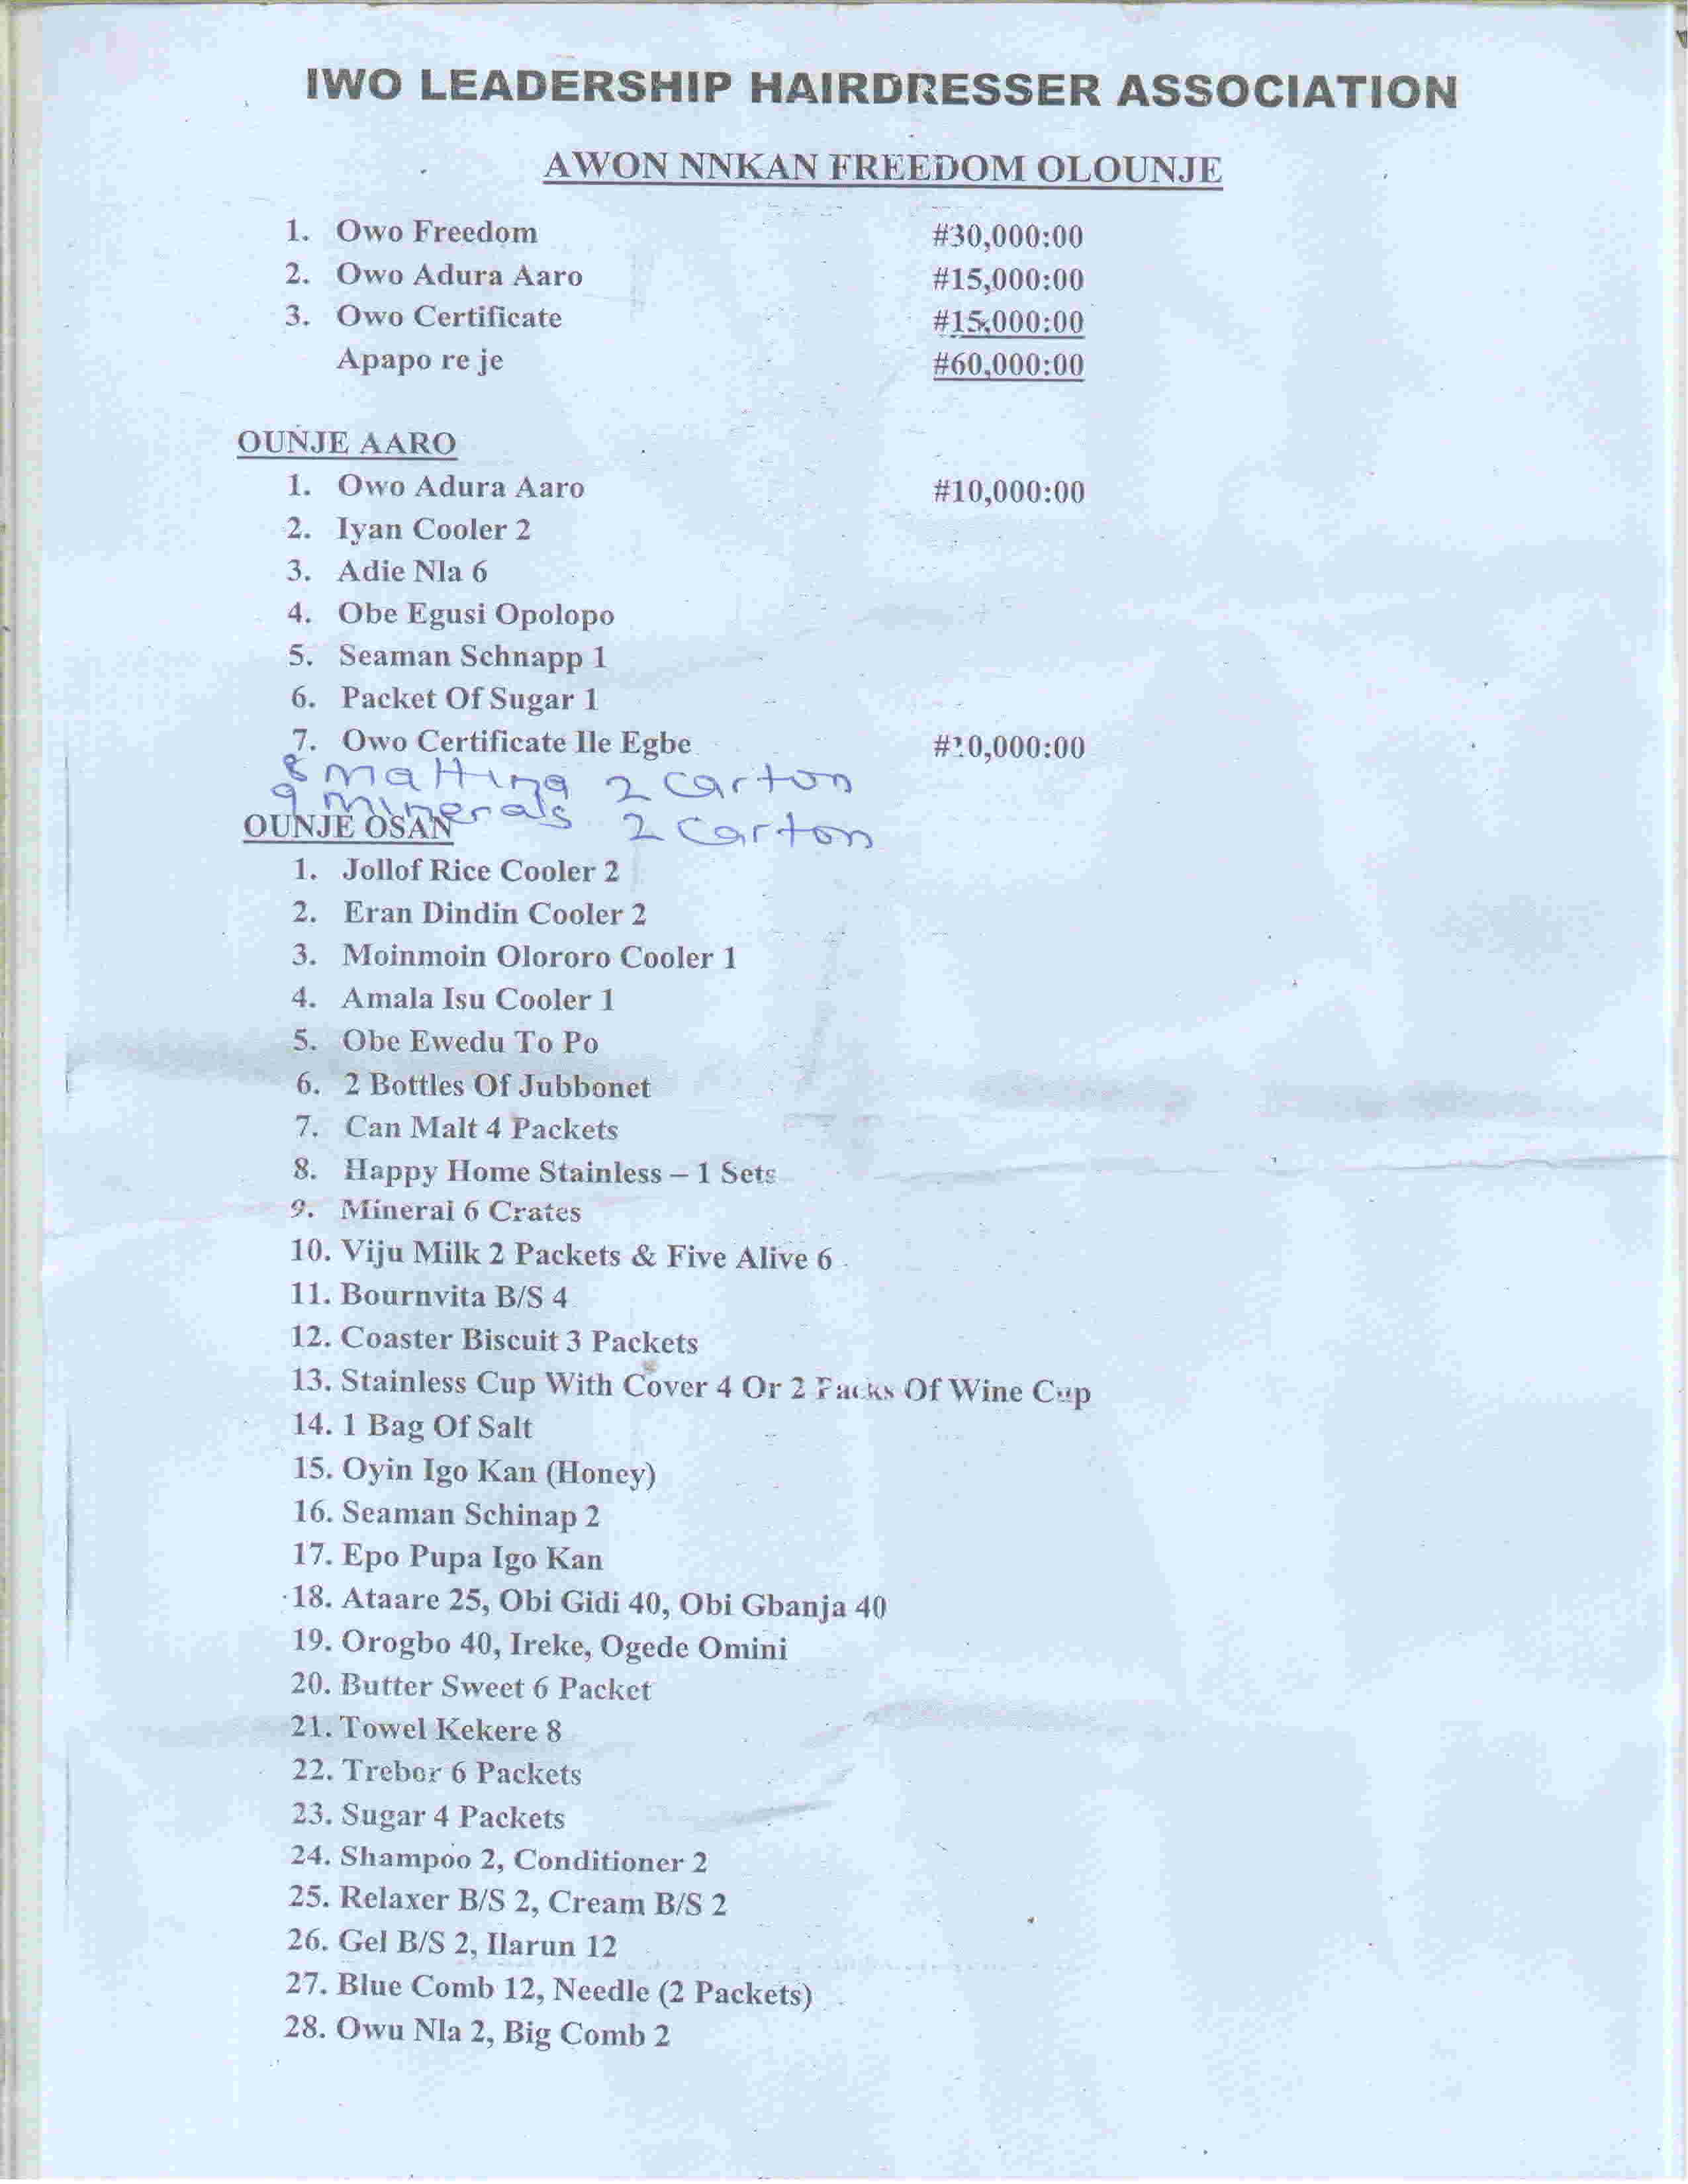 IWO LEADERSHIP HAIRDRESSER ASSOCIATION
AWON NNKAN FREEDOM OLOUNJE
1. Owo Freedom #30,000:00
2. Owo Adura Aaro #15,000:00
3. Owo Certificate #15,000:00
Apapo re je #60,000:00
OUNJE AARO
1. Owo Adura Aaro #10,000:00
2. Iyan Cooler 2
3. Adie Nla 6
4. Obe Egusi Opolopo
5. Seaman Schnapp 1
6. Packet Of Sugar 1
7. Owo Certificate Ile Egbe
8 malting 2 carton
9 minerals 2 carton
OUNJE OSAN
1. Jollof Rice Cooler 2
2. Eran Dindin Cooler 2
3. Moinmoin Olororo Cooler 1
4. Amala Isu Cooler 1
5. Obe Ewedu To Po
6. 2 Bottles Of Jubbonet
7. Can Malt 4 Packets
8. Happy Home Stainless – 1 Sets
9. Mineral 6 Crates
10. Viju Milk 2 Packets & Five Alive 6
11. Bournvita B/S 4
12. Coaster Biscuit 3 Packets
13. Stainless Cup With Cover 4 Or 2 Packs Of Wine Cup
14. 1 Bag Of Salt
15. Oyin Igo Kan (Honey)
16. Seaman Schinap 2
17. Epo Pupa Igo Kan
18. Ataare 25, Obi Gidi 40, Obi Gbanja 40
19. Orogbo 40, Ireke, Ogede Omini
20. Butter Sweet 6 Packet
21. Towel Kekere 8
22. Trebor 6 Packets
23. Sugar 4 Packets
24. Shampoo 2, Conditioner 2
25. Relaxer B/S 2, Cream B/S 2
26. Gel B/S 2, Ilarun 12
27. Blue Comb 12, Needle (2 Packets)
28. Owu Nla 2, Big Comb 2